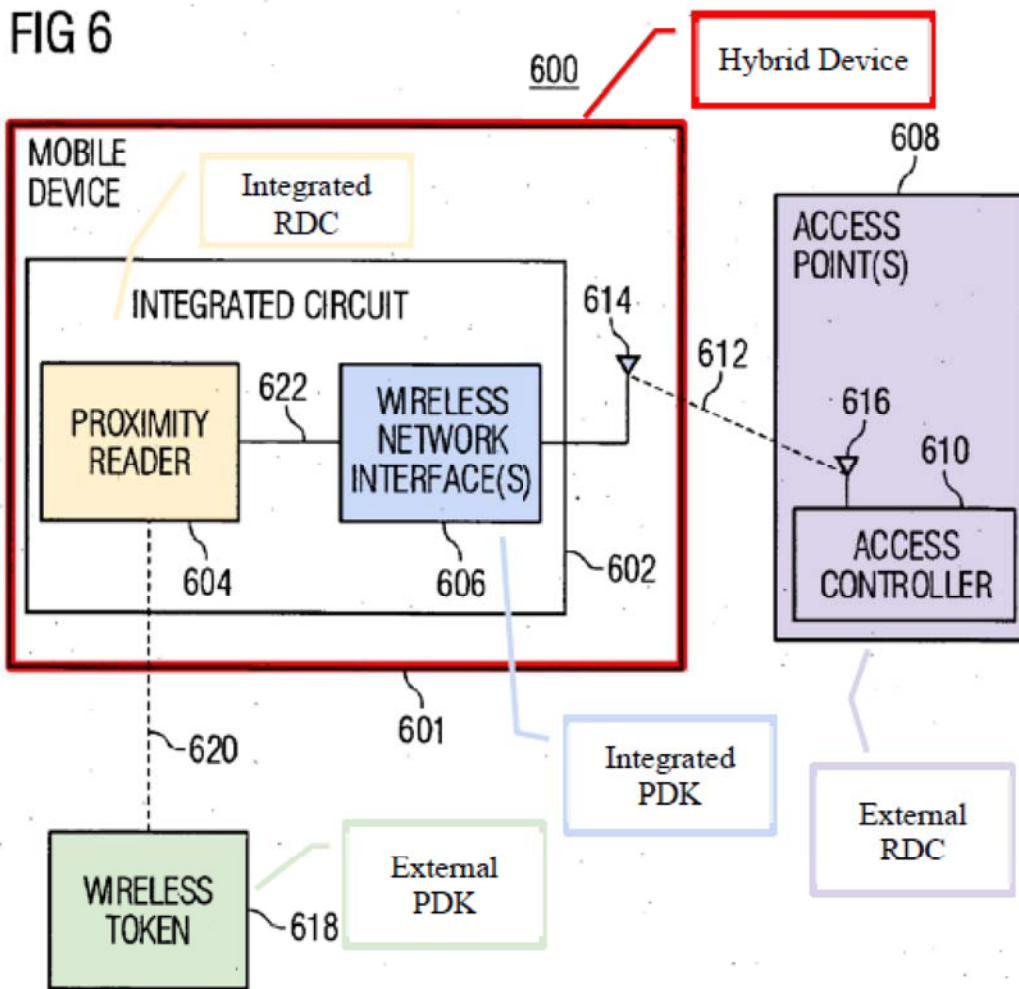 FIG 6
600
Hybrid Device
MOBILE
DEVICE
Integrated
RDC
608
ACCESS
POINT(S)
INTEGRATED CIRCUIT
614
612
PROXIMITY
READER
622
WIRELESS
NETWORK
INTERFACE(S)
616
610
604
606
602
ACCESS
CONTROLLER
601
620
Integrated
PDK
External
RDC
WIRELESS
TOKEN
618
External
PDK